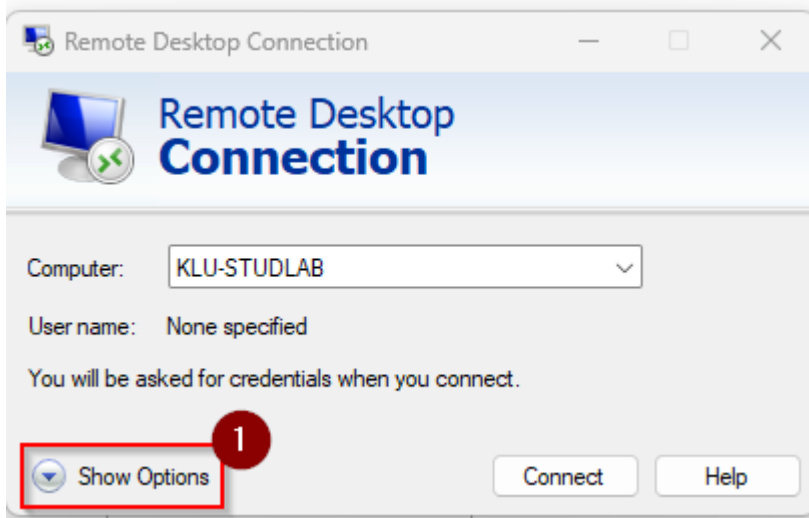 Remote Desktop Connection
Remote Desktop
Connection
Computer: KLU-STUDLAB
User name: None specified
You will be asked for credentials when you connect.
1
Show Options Connect Help